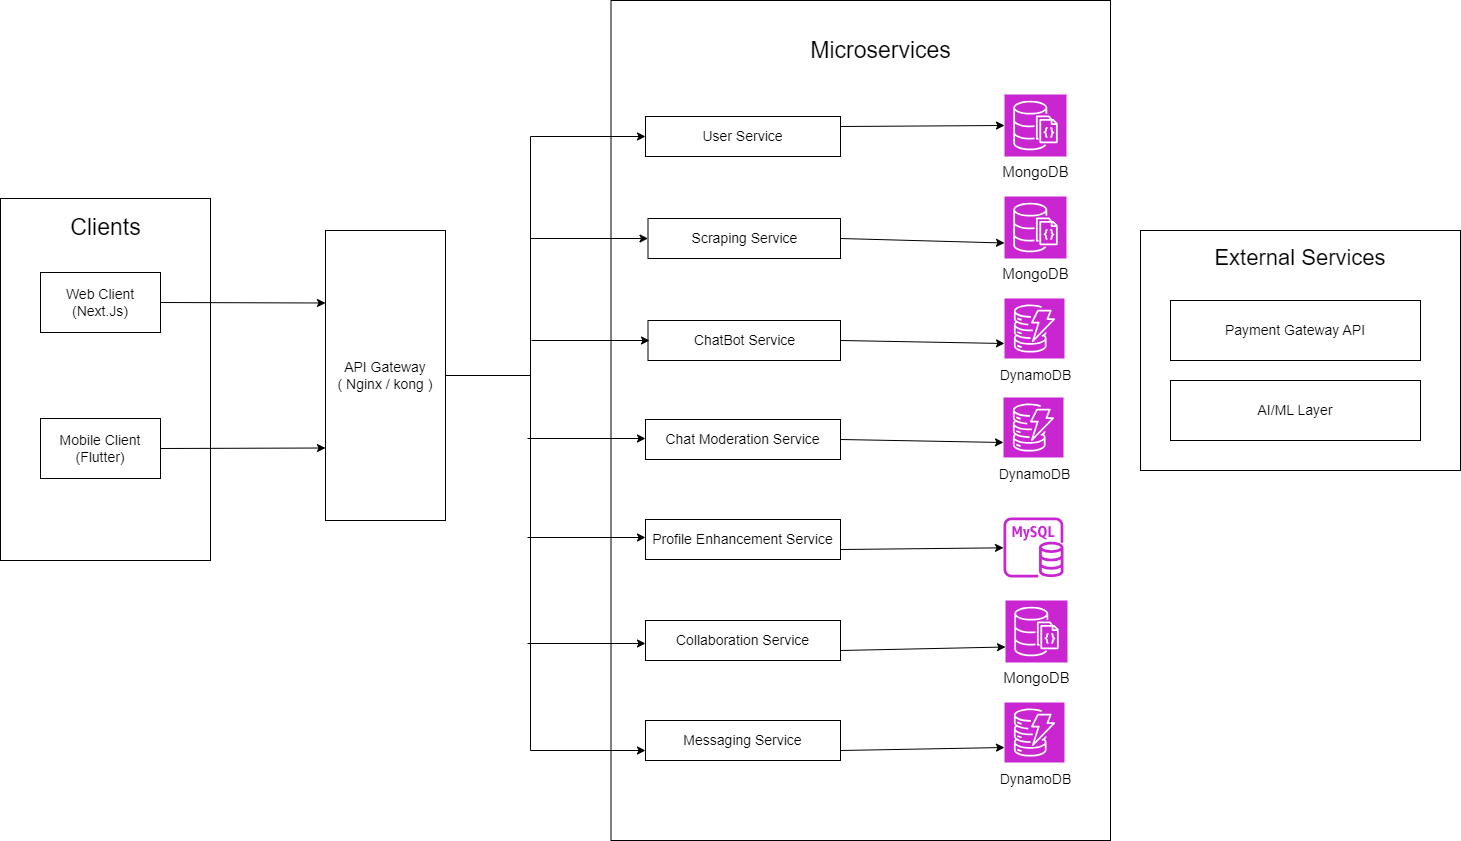 Clients
Web Client
(Next.Js)
Mobile Client
(Flutter)
API Gateway
( Nginx / kong )
Microservices
User Service
MongoDB
Scraping Service
MongoDB
ChatBot Service
DynamoDB
Chat Moderation Service
DynamoDB
Profile Enhancement Service
MySQL
Collaboration Service
MongoDB
Messaging Service
DynamoDB
External Services
Payment Gateway API
AI/ML Layer